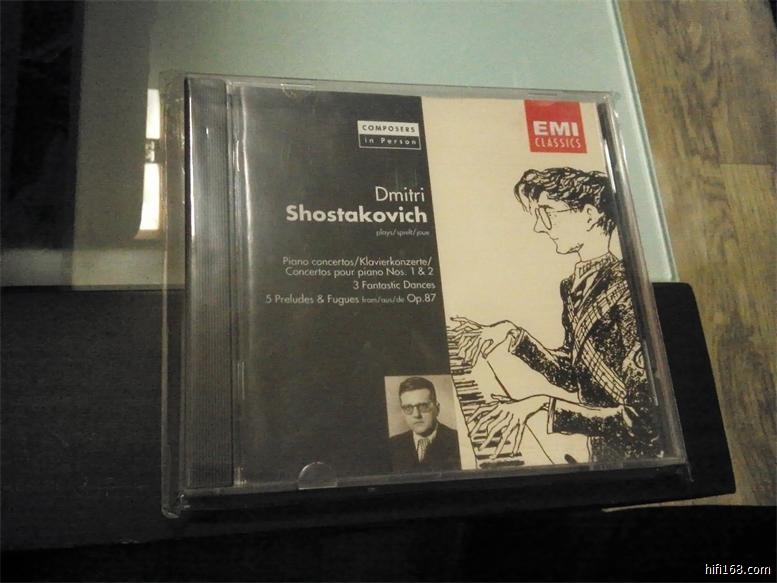 COMPOSERS
in Person
EMI
CLASSICS
Dmitri
Shostakovich
plays/spielt/joue
Piano concertos/Klavierkonzerte/
Concertos pour piano Nos. 1 & 2
3 Fantastic Dances
5 Preludes & Fugues from/aus/de Op.87
hifi168.com